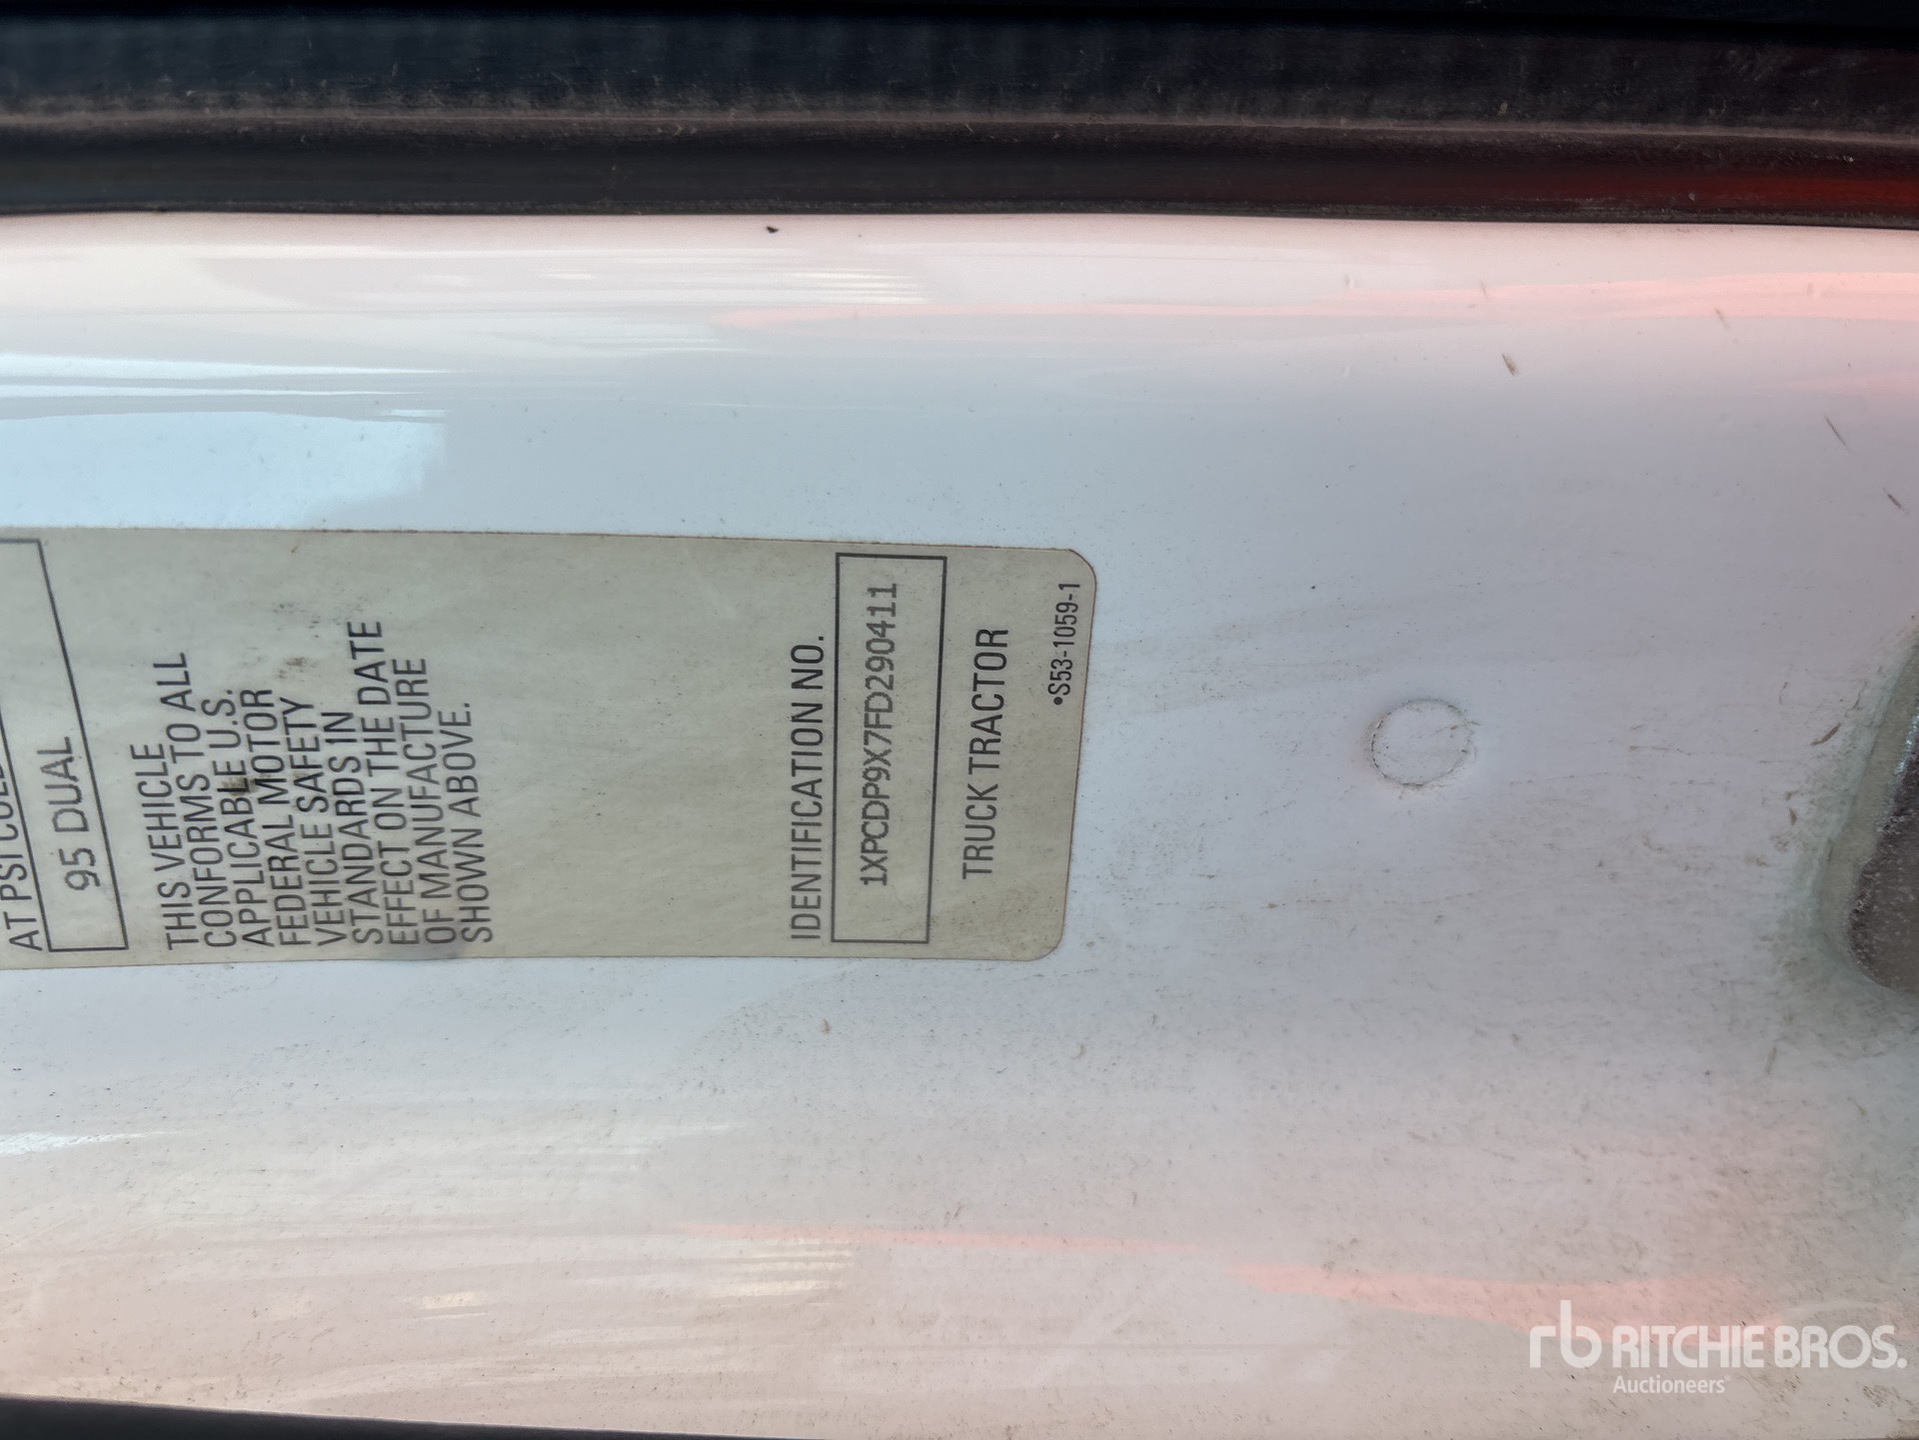 AT PSI COLD
95 DUAL
THIS VEHICLE
CONFORMS TO ALL
APPLICABLE U.S.
FEDERAL MOTOR
VEHICLE SAFETY
STANDARDS IN
EFFECT ON THE DATE
OF MANUFACTURE
SHOWN ABOVE.
IDENTIFICATION NO.
1XPCDP9X7FD290411
TRUCK TRACTOR
•S53-1059-1
rb RITCHIE BROS.
Auctioneers